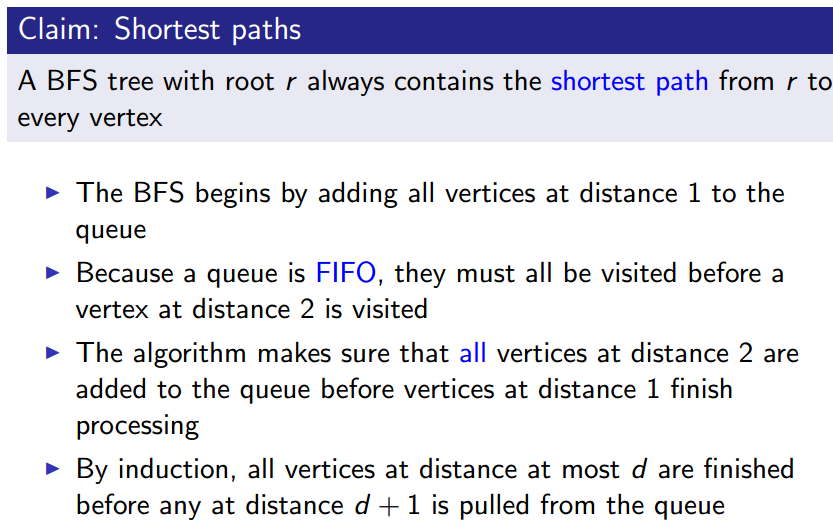 Claim: Shortest paths
A BFS tree with root r always contains the shortest path from r to
every vertex
▶ The BFS begins by adding all vertices at distance 1 to the
queue
▶ Because a queue is FIFO, they must all be visited before a
vertex at distance 2 is visited
▶ The algorithm makes sure that all vertices at distance 2 are
added to the queue before vertices at distance 1 finish
processing
▶ By induction, all vertices at distance at most d are finished
before any at distance d + 1 is pulled from the queue